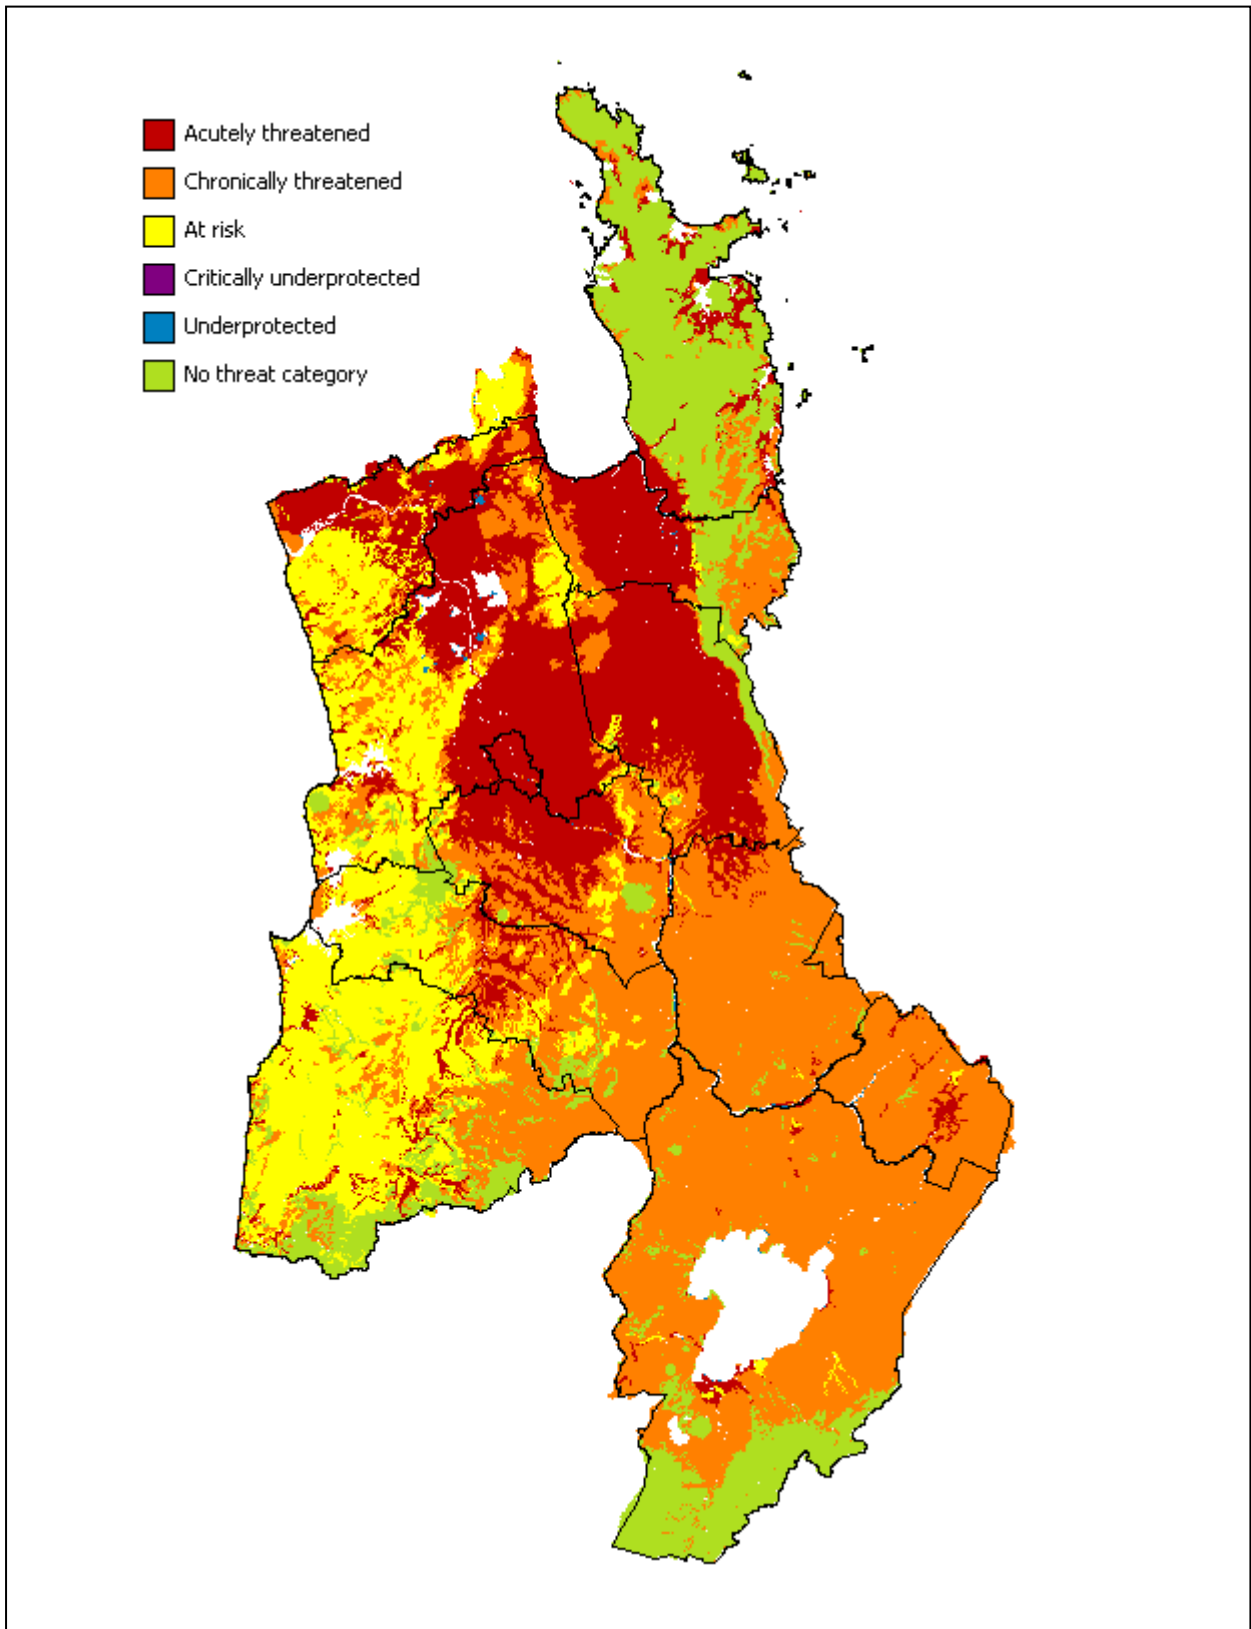 Acutely threatened
Chronically threatened
At risk
Critically underprotected
Underprotected
No threat category